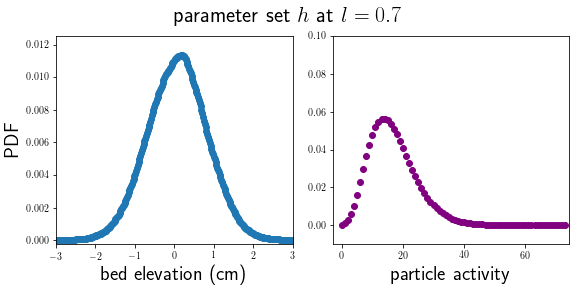 parameter set h at l = 0.7
PDF
0.012
0.010
0.008
0.006
0.004
0.002
0.000
−3 −2 −1 0 1 2 3
bed elevation (cm)
0.10
0.08
0.06
0.04
0.02
0.00
0 20 40 60
particle activity